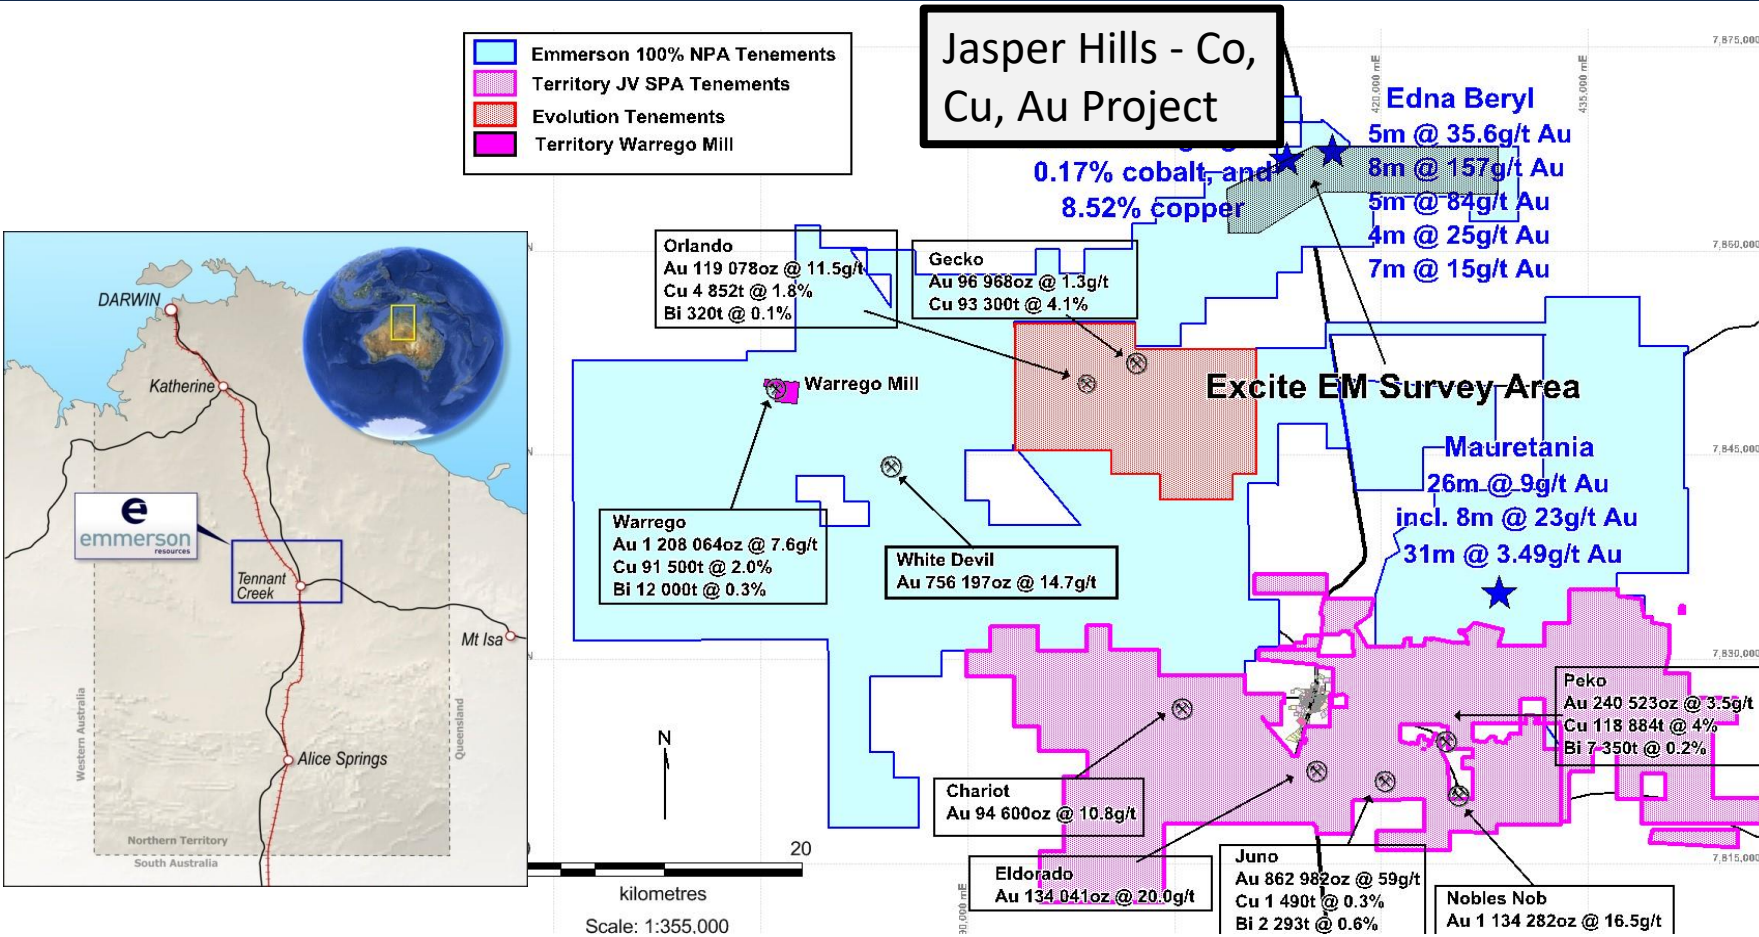 Emmerson 100% NPA Tenements
Territory JV SPA Tenements
Evolution Tenements
Territory Warrego Mill
Jasper Hills - Co,
Cu, Au Project
0.17% cobalt, and
8.52% copper
420,000 mE
435,000 mE
7,875,000
Edna Beryl
5m @ 35.6g/t Au
8m @ 157g/t Au
5m @ 84g/t Au
4m @ 25g/t Au
7m @ 15g/t Au
7,860,000
Orlando
Au 119 078oz @ 11.5g/t
Cu 4 852t @ 1.8%
Bi 320t @ 0.1%
Gecko
Au 96 968oz @ 1.3g/t
Cu 93 300t @ 4.1%
Warrego Mill
Excite EM Survey Area
Mauretania
26m @ 9g/t Au
incl. 8m @ 23g/t Au
31m @ 3.49g/t Au
7,845,000
Warrego
Au 1 208 064oz @ 7.6g/t
Cu 91 500t @ 2.0%
Bi 12 000t @ 0.3%
White Devil
Au 756 197oz @ 14.7g/t
7,830,000
Peko
Au 240 523oz @ 3.5g/t
Cu 118 884t @ 4%
Bi 7 350t @ 0.2%
Chariot
Au 94 600oz @ 10.8g/t
Eldorado
Au 134 041oz @ 20.0g/t
Juno
Au 862 982oz @ 59g/t
Cu 1 490t @ 0.3%
Bi 2 293t @ 0.6%
Nobles Nob
Au 1 134 282oz @ 16.5g/t
7,815,000
N
20
kilometres
Scale: 1:355,000
DARWIN
Katherine
e
emmerson
resources
Tennant
Creek
Mt Isa
Alice Springs
Western Australia
Queensland
Northern Territory
South Australia